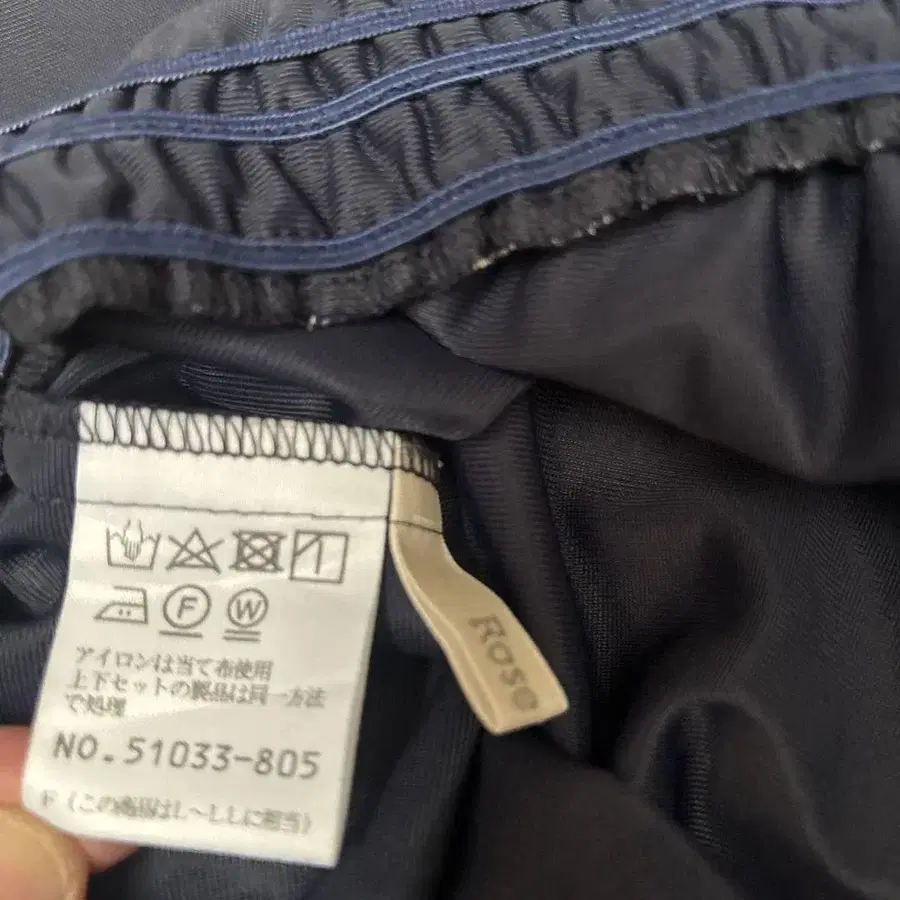 アイロンは当て布使用
上下セットの製品は同一方法
で処理
NO.51033-805
F (この商品はL〜LLに担当)
F
W
Rose